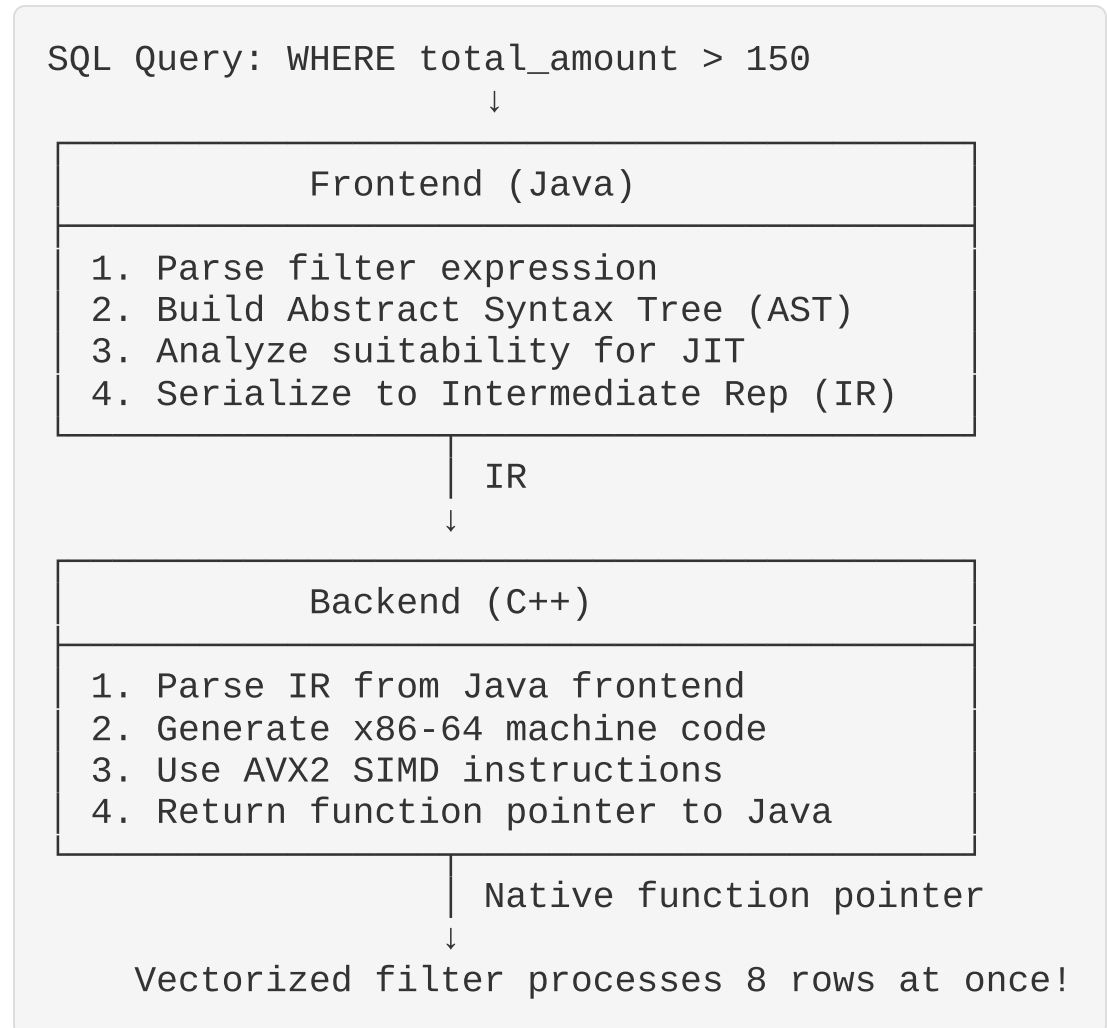 SQL Query: WHERE total_amount > 150
↓
Frontend (Java)
1. Parse filter expression
2. Build Abstract Syntax Tree (AST)
3. Analyze suitability for JIT
4. Serialize to Intermediate Rep (IR)
IR
↓
Backend (C++)
1. Parse IR from Java frontend
2. Generate x86-64 machine code
3. Use AVX2 SIMD instructions
4. Return function pointer to Java
Native function pointer
↓
Vectorized filter processes 8 rows at once!